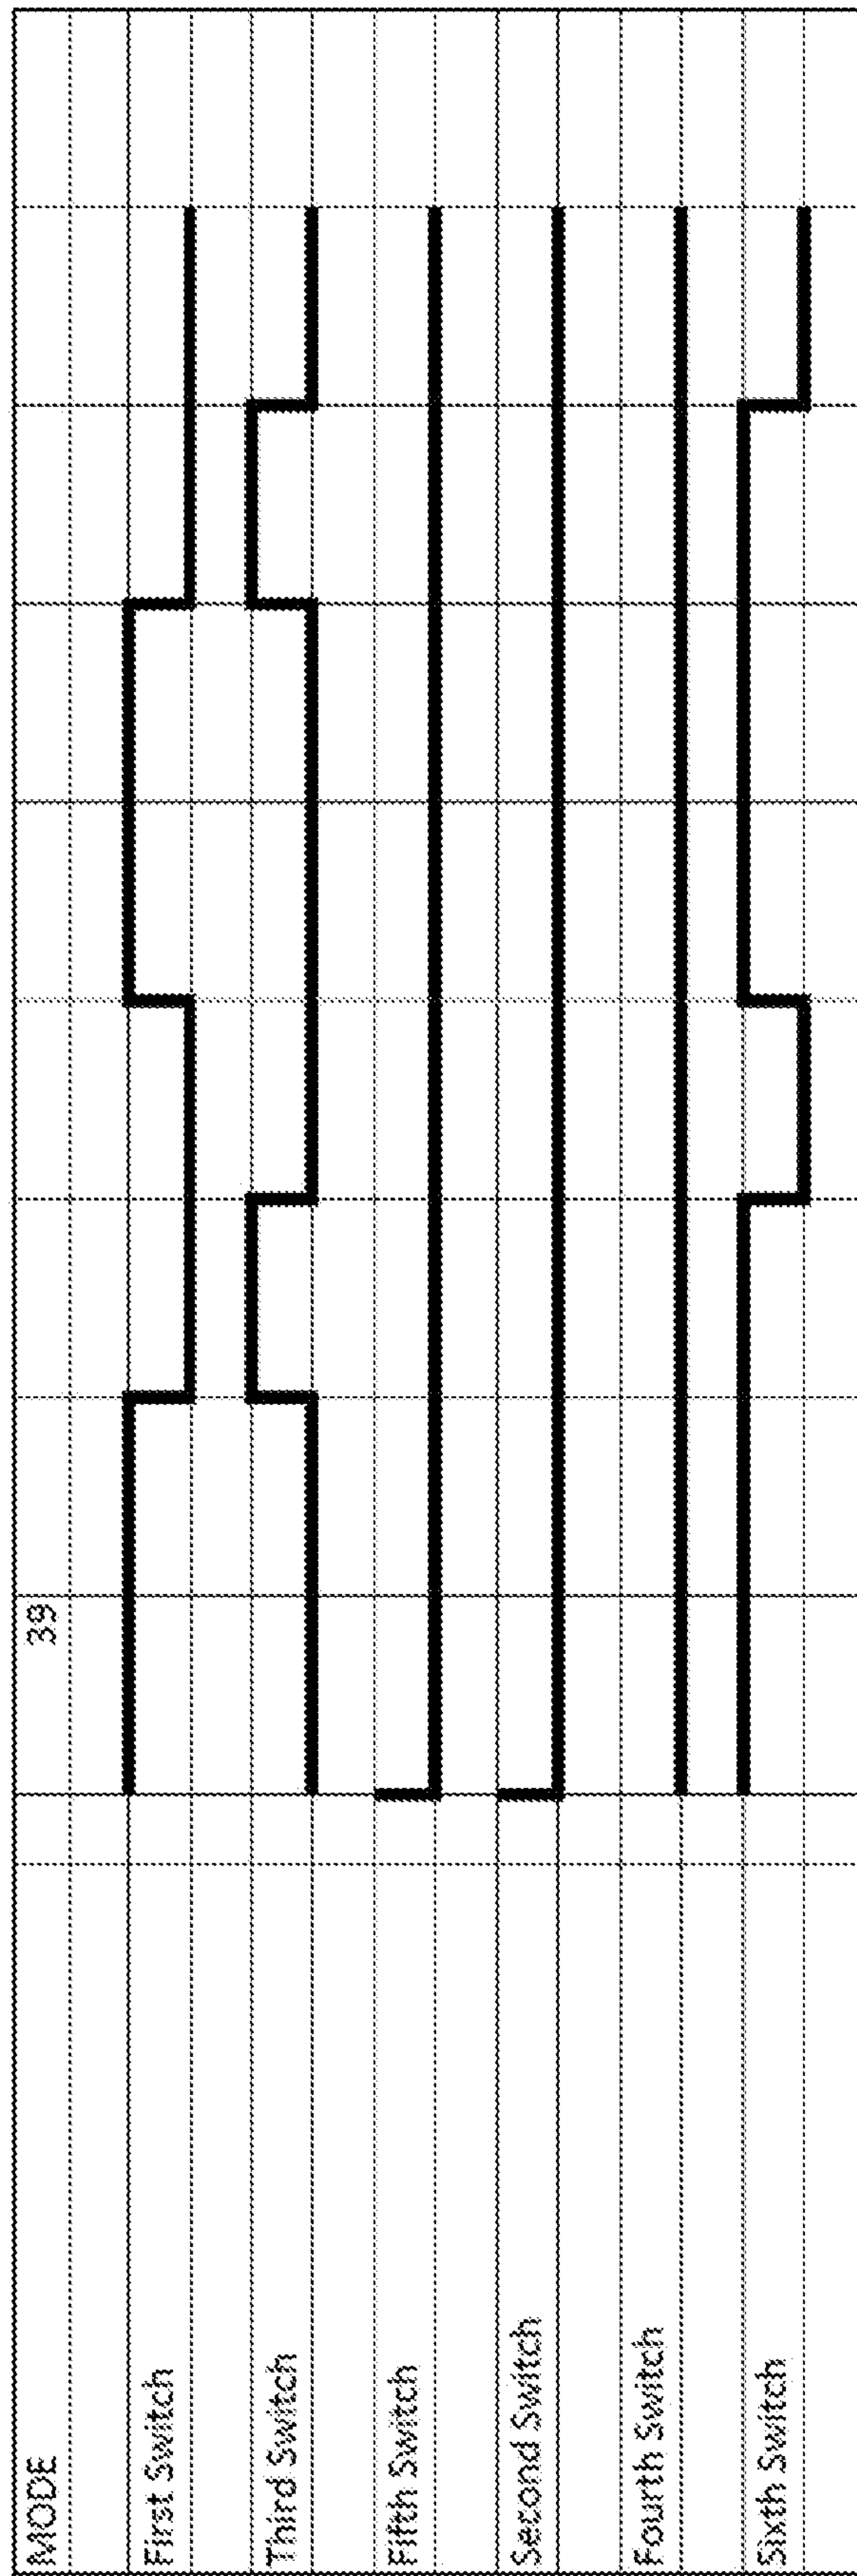 MODE 39
First Switch
Third Switch
Fifth Switch
Second Switch
Fourth Switch
Sixth Switch